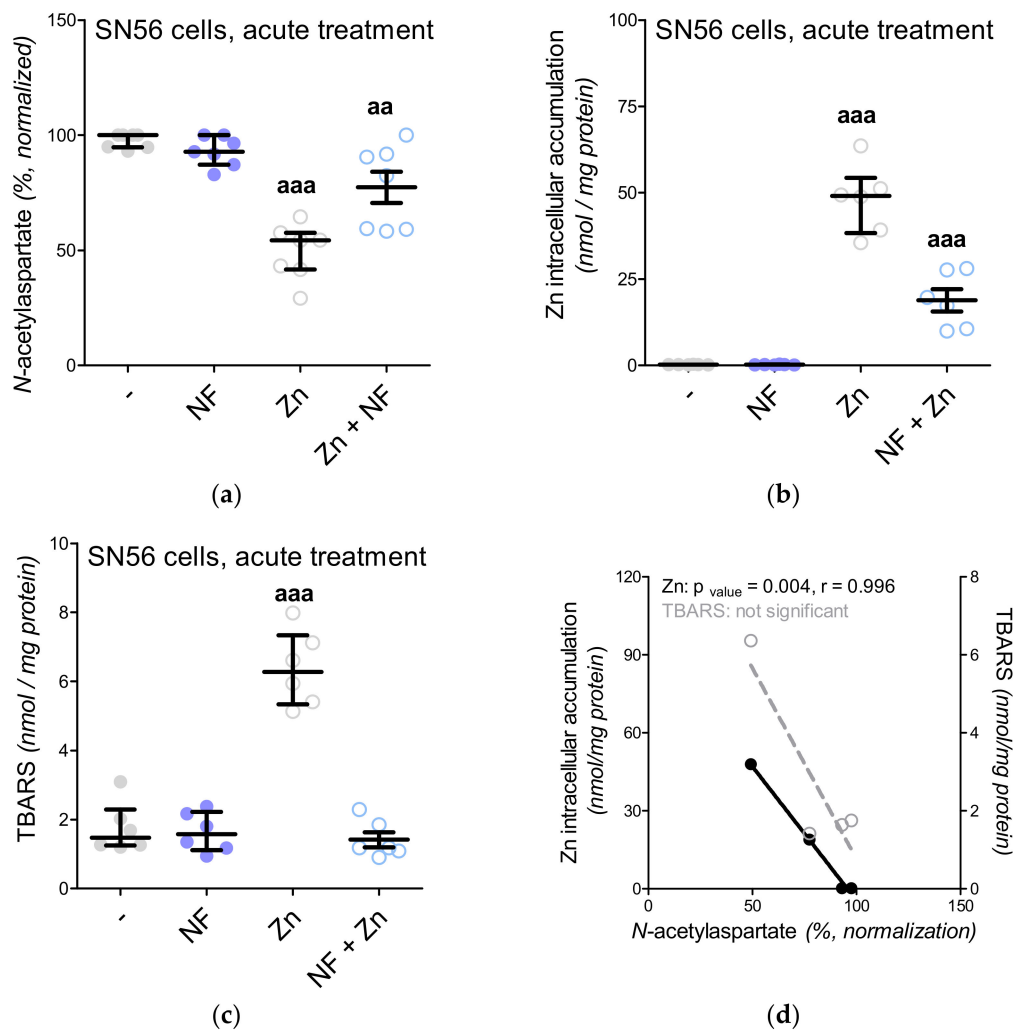 SN56 cells, acute treatment
N-acetylaspartate (%, normalized)
150
100
50
0
aaa
aa
-
NF
Zn
Zn + NF
(a)
SN56 cells, acute treatment
Zn intracellular accumulation
(nmol / mg protein)
100
75
50
25
0
aaa
aaa
-
NF
Zn
NF + Zn
(b)
SN56 cells, acute treatment
TBARS (nmol / mg protein)
10
8
6
4
2
0
aaa
-
NF
Zn
NF + Zn
(c)
Zn: p value = 0.004, r = 0.996
TBARS: not significant
Zn intracellular accumulation
(nmol/mg protein)
120
90
60
30
0
8
6
4
2
0
TBARS (nmol/mg protein)
0
50
100
150
N-acetylaspartate (%, normalization)
(d)